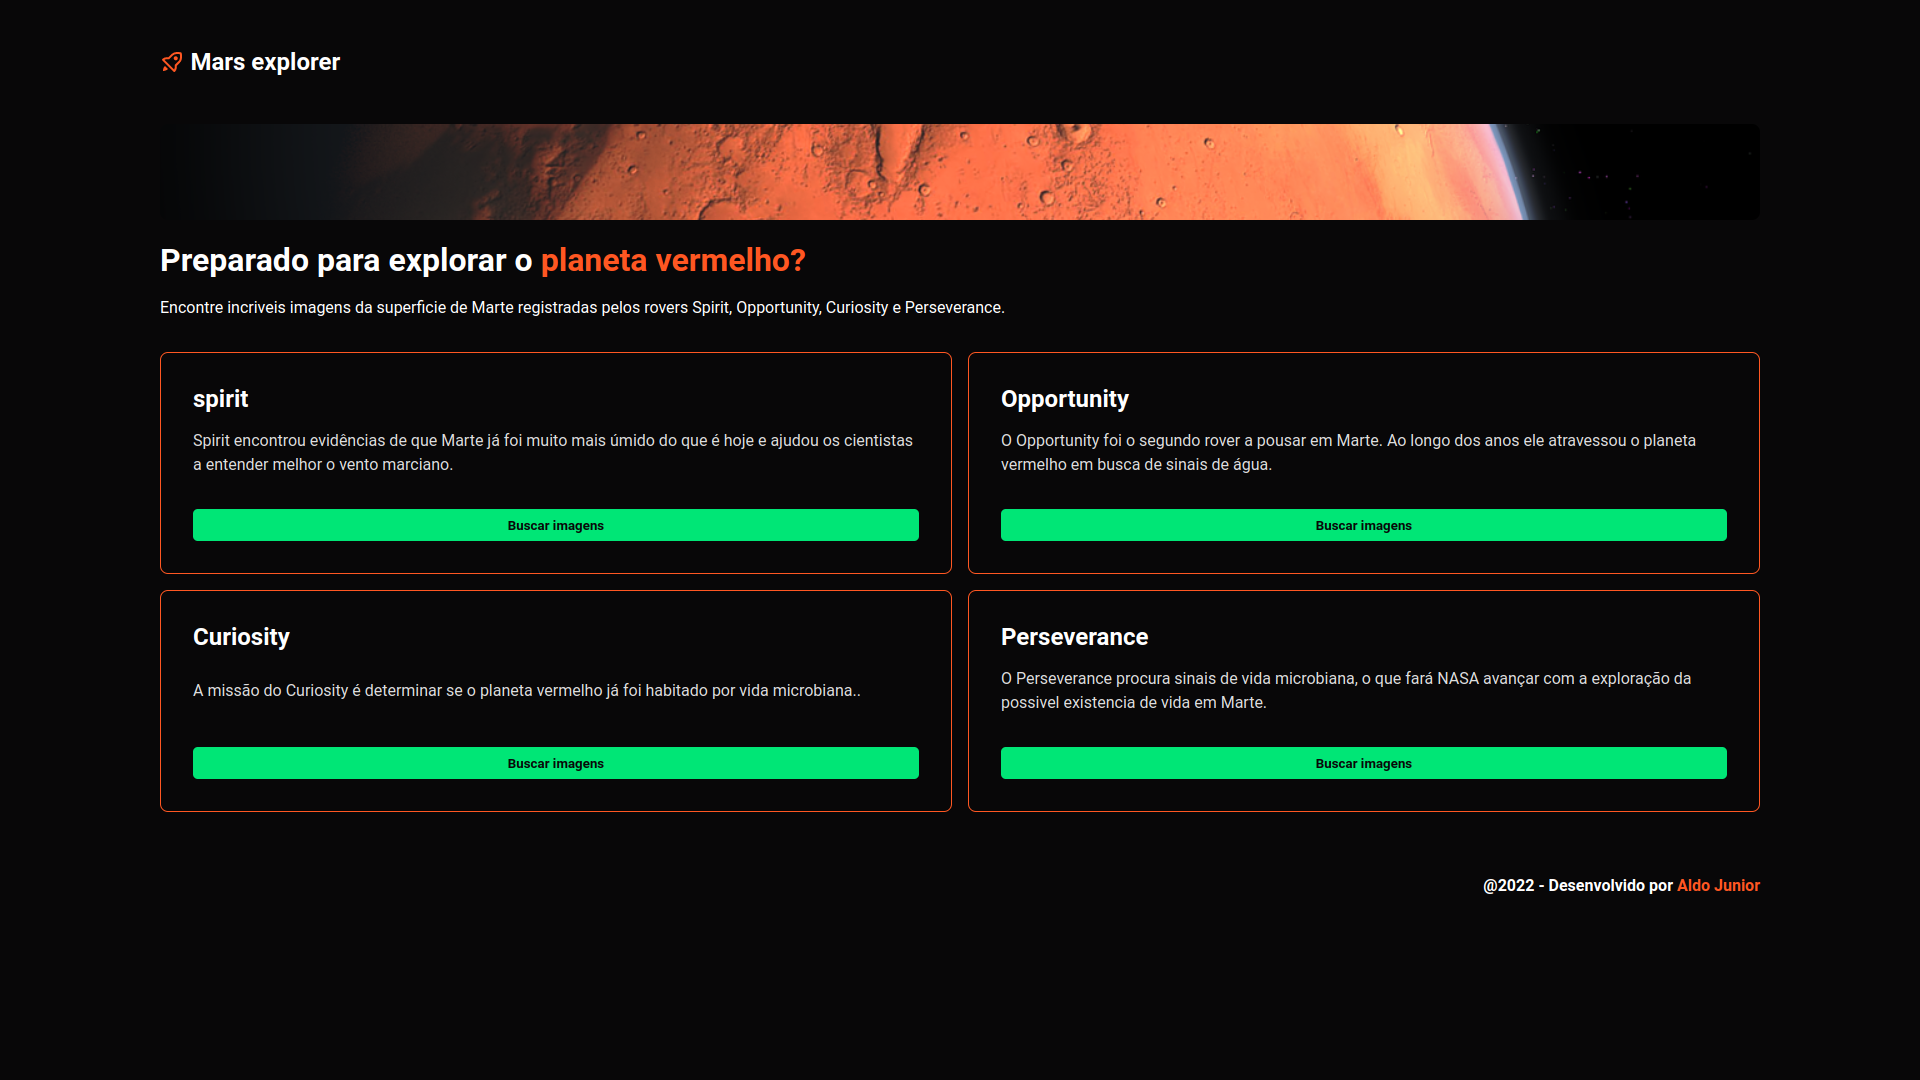 Mars explorer
Preparado para explorar o planeta vermelho?
Encontre incriveis imagens da superficie de Marte registradas pelos rovers Spirit, Opportunity, Curiosity e Perseverance.
spirit
Spirit encontrou evidências de que Marte já foi muito mais úmido do que é hoje e ajudou os cientistas
a entender melhor o vento marciano.
Buscar imagens
Opportunity
O Opportunity foi o segundo rover a pousar em Marte. Ao longo dos anos ele atravessou o planeta
vermelho em busca de sinais de água.
Buscar imagens
Curiosity
A missão do Curiosity é determinar se o planeta vermelho já foi habitado por vida microbiana..
Buscar imagens
Perseverance
O Perseverance procura sinais de vida microbiana, o que fará NASA avançar com a exploração da
possivel existencia de vida em Marte.
Buscar imagens
@2022 - Desenvolvido por Aldo Junior